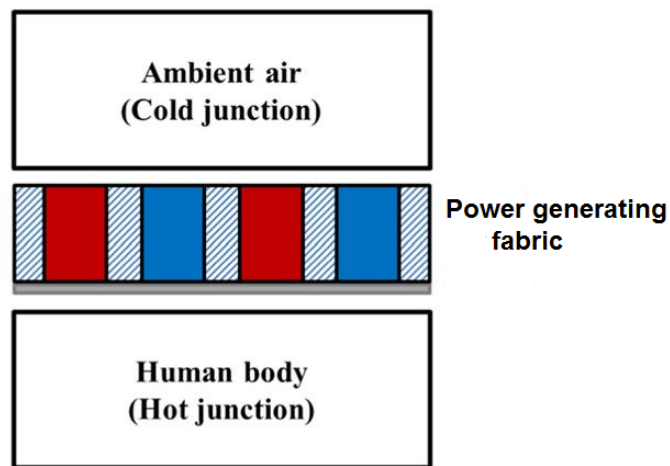 Ambient air
(Cold junction)
Power generating
fabric
Human body
(Hot junction)